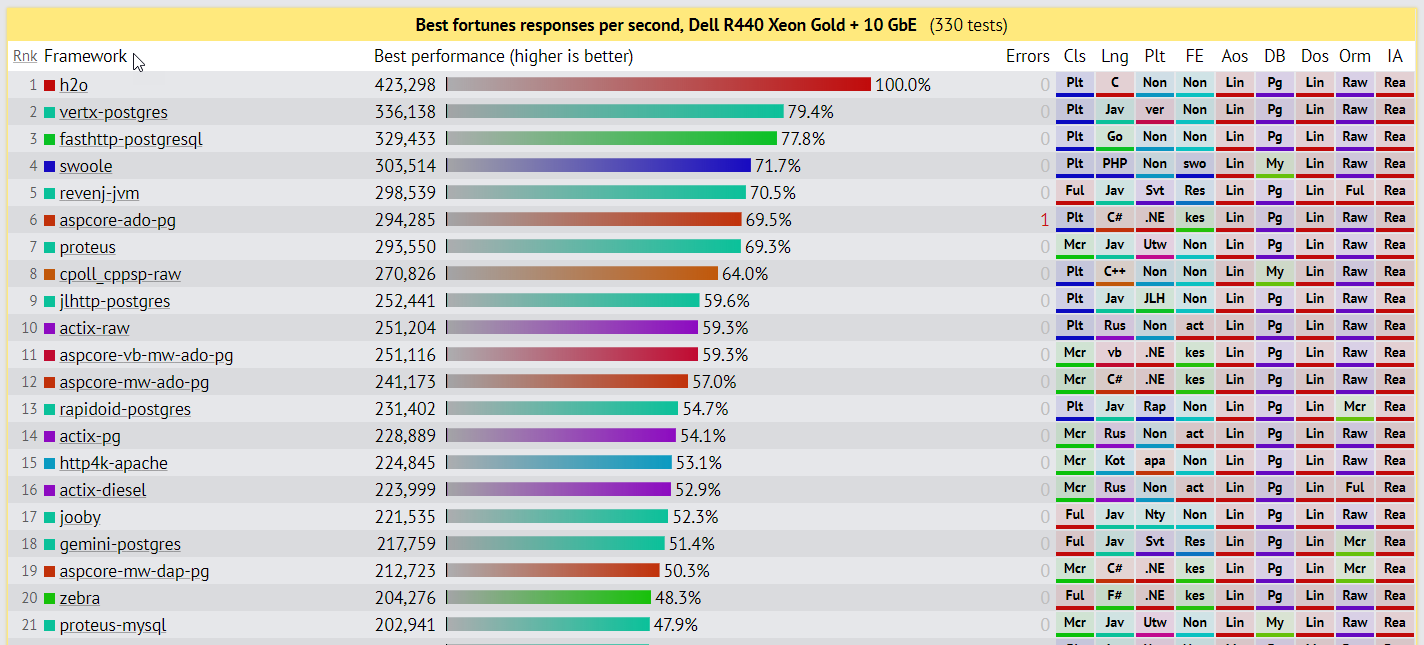 Best fortunes responses per second, Dell R440 Xeon Gold + 10 GbE (330 tests)
Rnk Framework Best performance (higher is better) Errors Cls Lng Plt FE Aos DB Dos Orm IA
1 h2o 423,298 100.0% 0 Plt C Non Non Lin Pg Lin Raw Rea
2 vertx-postgres 336,138 79.4% 0 Plt Jav ver Non Lin Pg Lin Raw Rea
3 fasthttp-postgresql 329,433 77.8% 0 Plt Go Non Non Lin Pg Lin Raw Rea
4 swoole 303,514 71.7% 0 Plt PHP Non swo Lin My Lin Raw Rea
5 revenj-jvm 298,539 70.5% 0 Ful Jav Svt Res Lin Pg Lin Ful Rea
6 aspcore-ado-pg 294,285 69.5% 1 Plt C# .NE kes Lin Pg Lin Raw Rea
7 proteus 293,550 69.3% 0 Mcr Jav Utw Non Lin Pg Lin Raw Rea
8 cpoll_cppsp-raw 270,826 64.0% 0 Plt C++ Non Non Lin My Lin Raw Rea
9 jlhttp-postgres 252,441 59.6% 0 Plt Jav JLH Non Lin Pg Lin Raw Rea
10 actix-raw 251,204 59.3% 0 Plt Rus Non act Lin Pg Lin Raw Rea
11 aspcore-vb-mw-ado-pg 251,116 59.3% 0 Mcr vb .NE kes Lin Pg Lin Raw Rea
12 aspcore-mw-ado-pg 241,173 57.0% 0 Mcr C# .NE kes Lin Pg Lin Raw Rea
13 rapidoid-postgres 231,402 54.7% 0 Plt Jav Rap Non Lin Pg Lin Mcr Rea
14 actix-pg 228,889 54.1% 0 Mcr Rus Non act Lin Pg Lin Raw Rea
15 http4k-apache 224,845 53.1% 0 Mcr Kot apa Non Lin Pg Lin Raw Rea
16 actix-diesel 223,999 52.9% 0 Mcr Rus Non act Lin Pg Lin Ful Rea
17 jooby 221,535 52.3% 0 Ful Jav Nty Non Lin Pg Lin Raw Rea
18 gemini-postgres 217,759 51.4% 0 Ful Jav Svt Res Lin Pg Lin Mcr Rea
19 aspcore-mw-dap-pg 212,723 50.3% 0 Mcr C# .NE kes Lin Pg Lin Mcr Rea
20 zebra 204,276 48.3% 0 Ful F# .NE kes Lin Pg Lin Raw Rea
21 proteus-mysql 202,941 47.9% 0 Mcr Jav Utw Non Lin My Lin Raw Rea